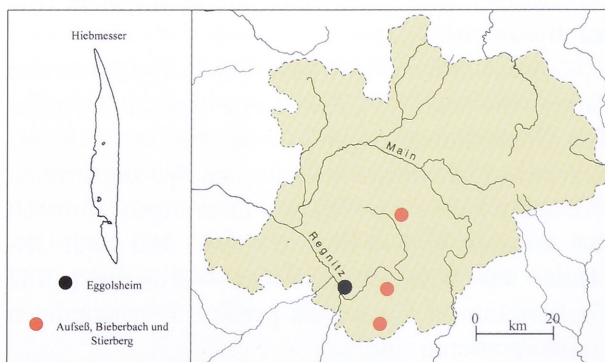 Hiebmesser
Eggolsheim
Aufseß, Bieberbach und
Stierberg
Main
Regnitz
0 20
km